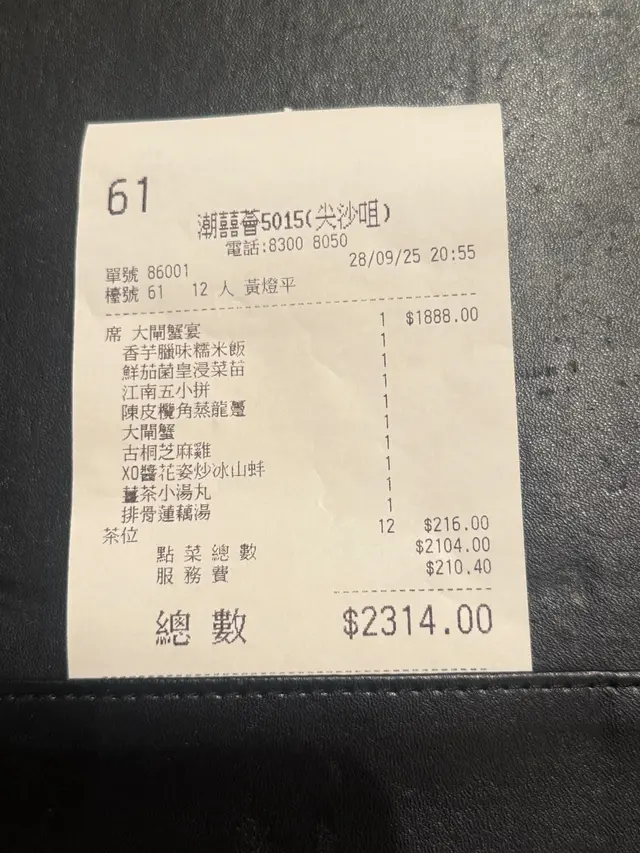 61
潮囍薈5015(尖沙咀)
電話:8300 8050
單號 86001 28/09/25 20:55
檯號 61 12 人 黃燈平
席 大閘蟹宴 1 $1888.00
香芋臘味糯米飯 1
鮮茄菌皇浸菜苗 1
江南五小拼 1
陳皮欖角蒸龍躉 1
大閘蟹 1
古桐芝麻雞 1
XO醬花姿炒冰山蚌 1
薑茶小湯丸 1
排骨蓮藕湯 1
茶位 12 $216.00
點菜總數 $2104.00
服務費 $210.40
總數 $2314.00